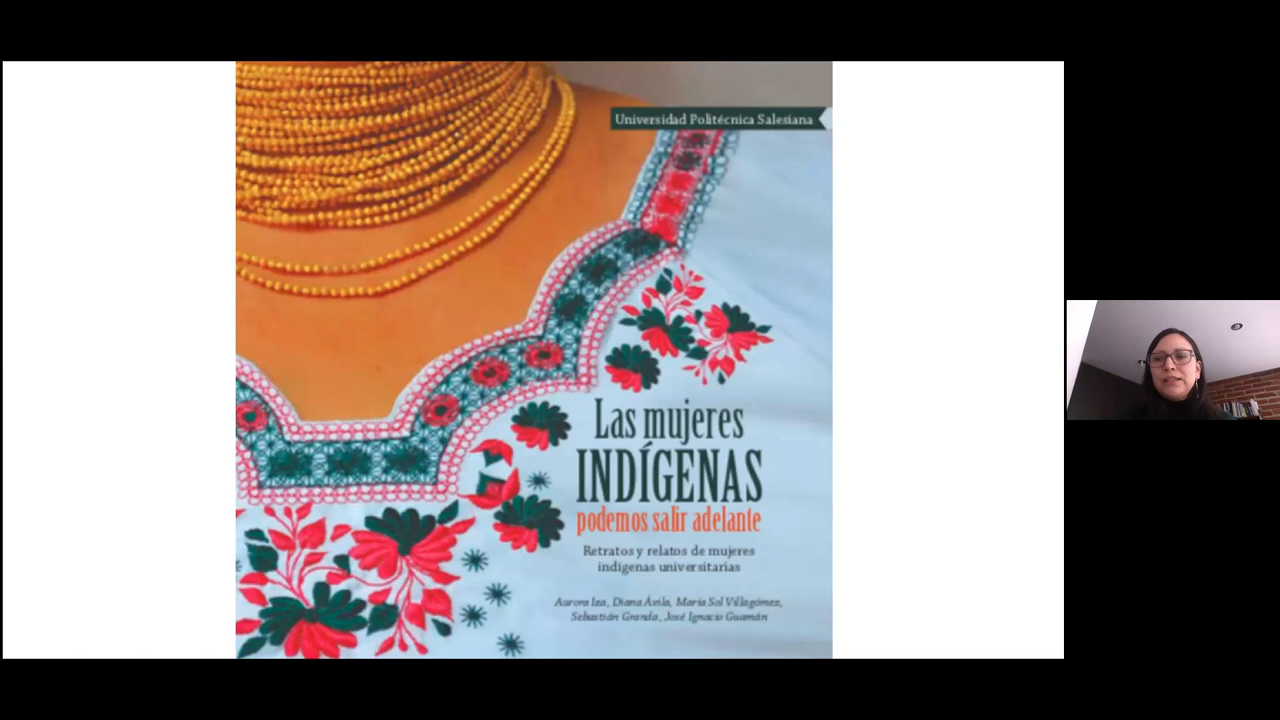 Universidad Politécnica Salesiana
Las mujeres
INDÍGENAS
podemos salir adelante
Retratos y relatos de mujeres
indígenas universitarias
Aurora Iza, Diana Ávila, María Sol Villagómez,
Sebastián Granda, José Ignacio Guamán